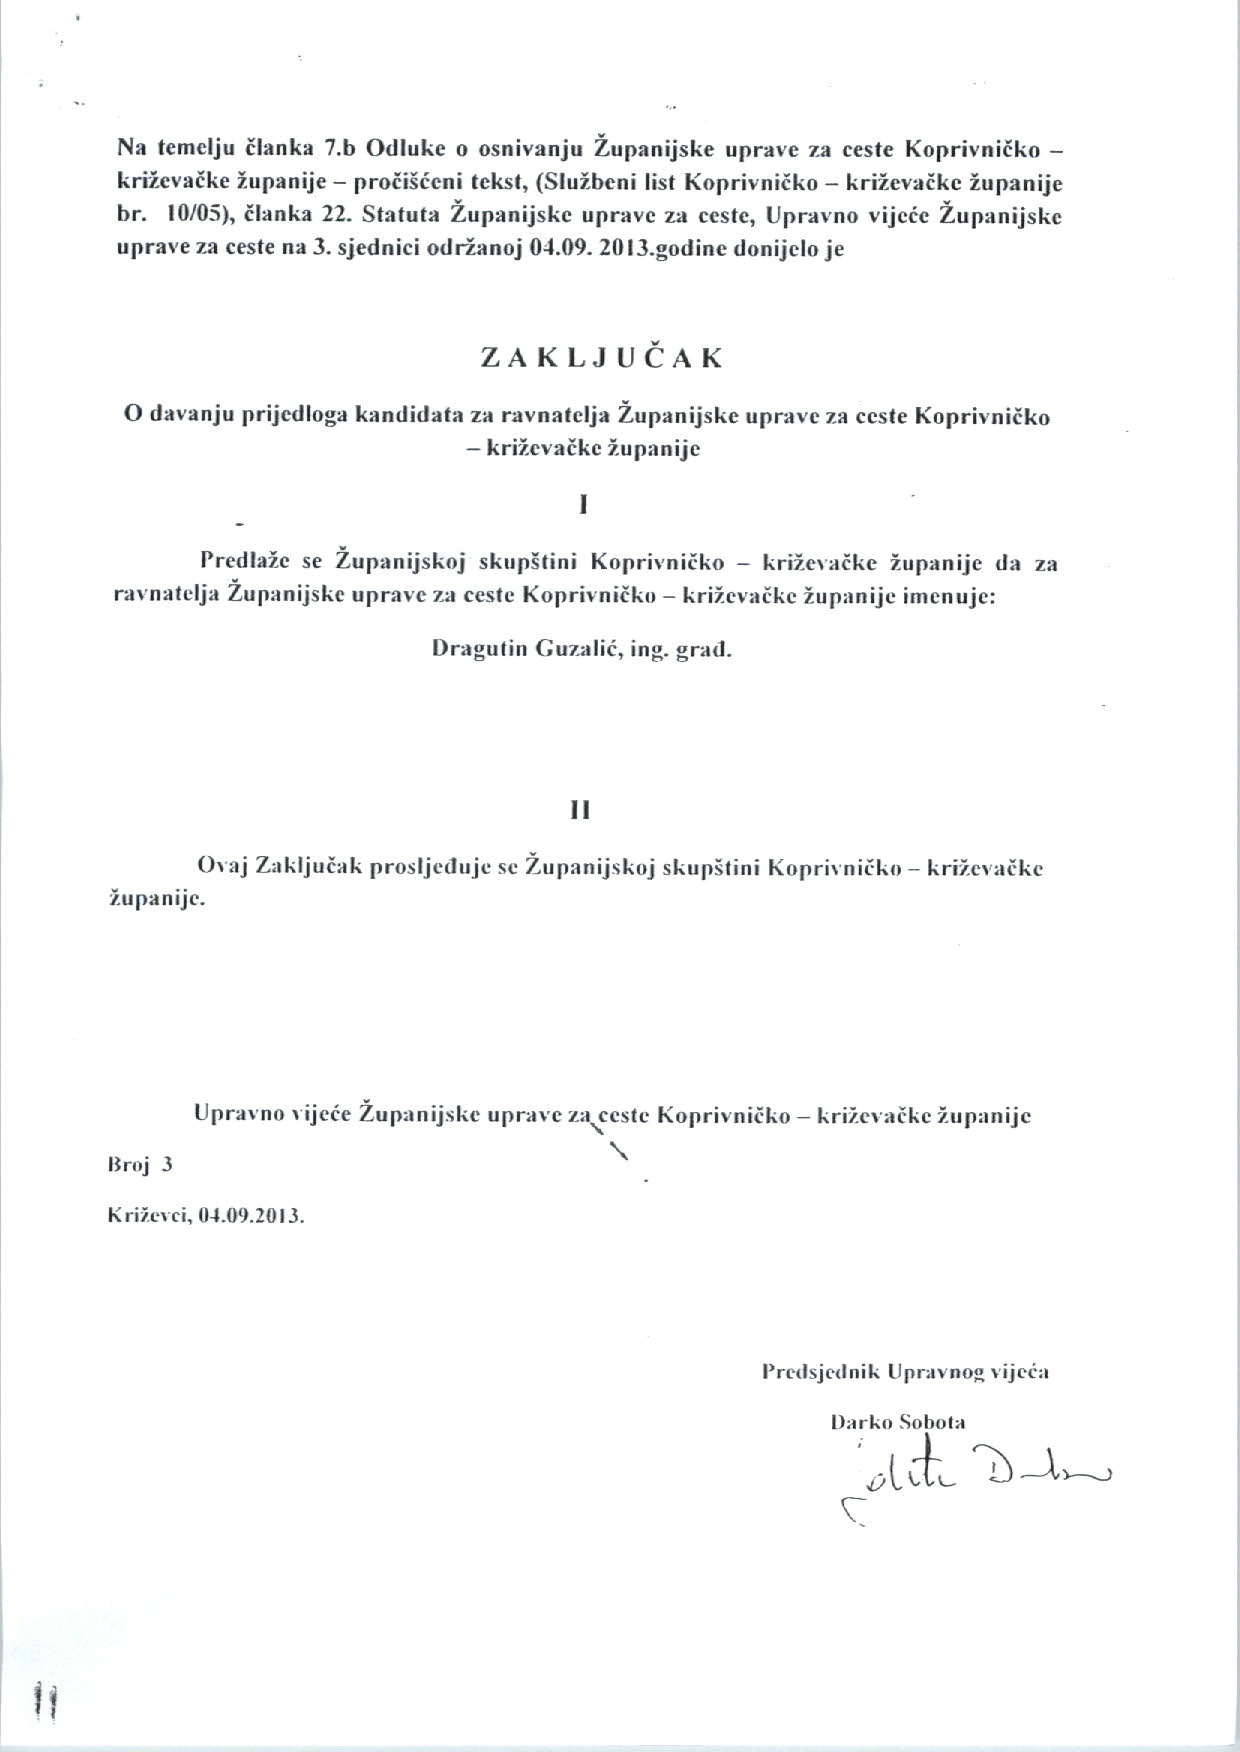 Na temelju članka 7.b Odluke o osnivanju Županijske uprave za ceste Koprivničko –
križevačke županije – pročišćeni tekst, (Službeni list Koprivničko – križevačke županije
br. 10/05), članka 22. Statuta Županijske uprave za ceste, Upravno vijeće Županijske
uprave za ceste na 3. sjednici održanoj 04.09. 2013.godine donijelo je
Z A K L J U Č A K
O davanju prijedloga kandidata za ravnatelja Županijske uprave za ceste Koprivničko
– križevačke županije
I
Predlaže se Županijskoj skupštini Koprivničko – križevačke županije da za
ravnatelja Županijske uprave za ceste Koprivničko – križevačke županije imenuje:
Dragutin Guzalić, ing. građ.
II
Ovaj Zaključak prosljeđuje se Županijskoj skupštini Koprivničko – križevačke
županije.
Upravno vijeće Županijske uprave za ceste Koprivničko – križevačke županije
Broj 3
Križevci, 04.09.2013.
Predsjednik Upravnog vijeća
Darko Sobota